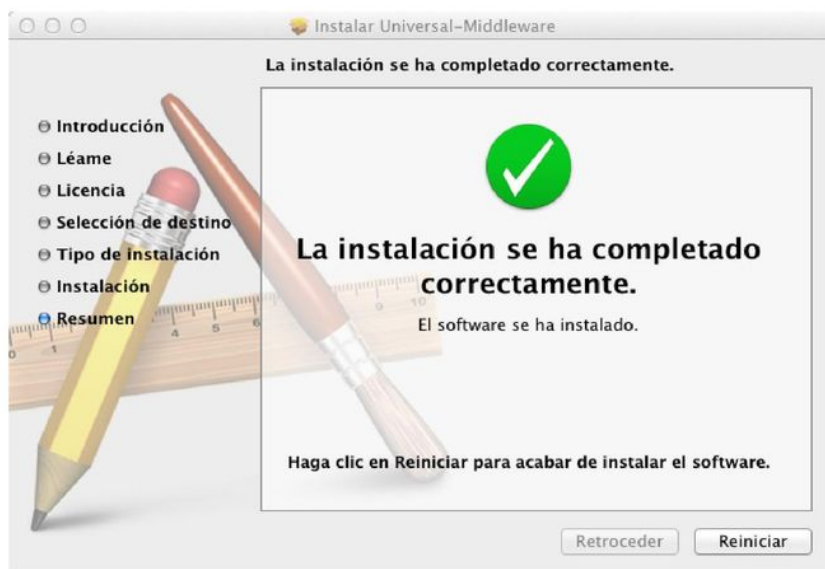 Instalar Universal-Middleware
La instalación se ha completado correctamente.
Introducción
Léame
Licencia
Selección de destino
Tipo de instalación
Instalación
Resumen
La instalación se ha completado
correctamente.
El software se ha instalado.
Haga clic en Reiniciar para acabar de instalar el software.
Retroceder Reiniciar